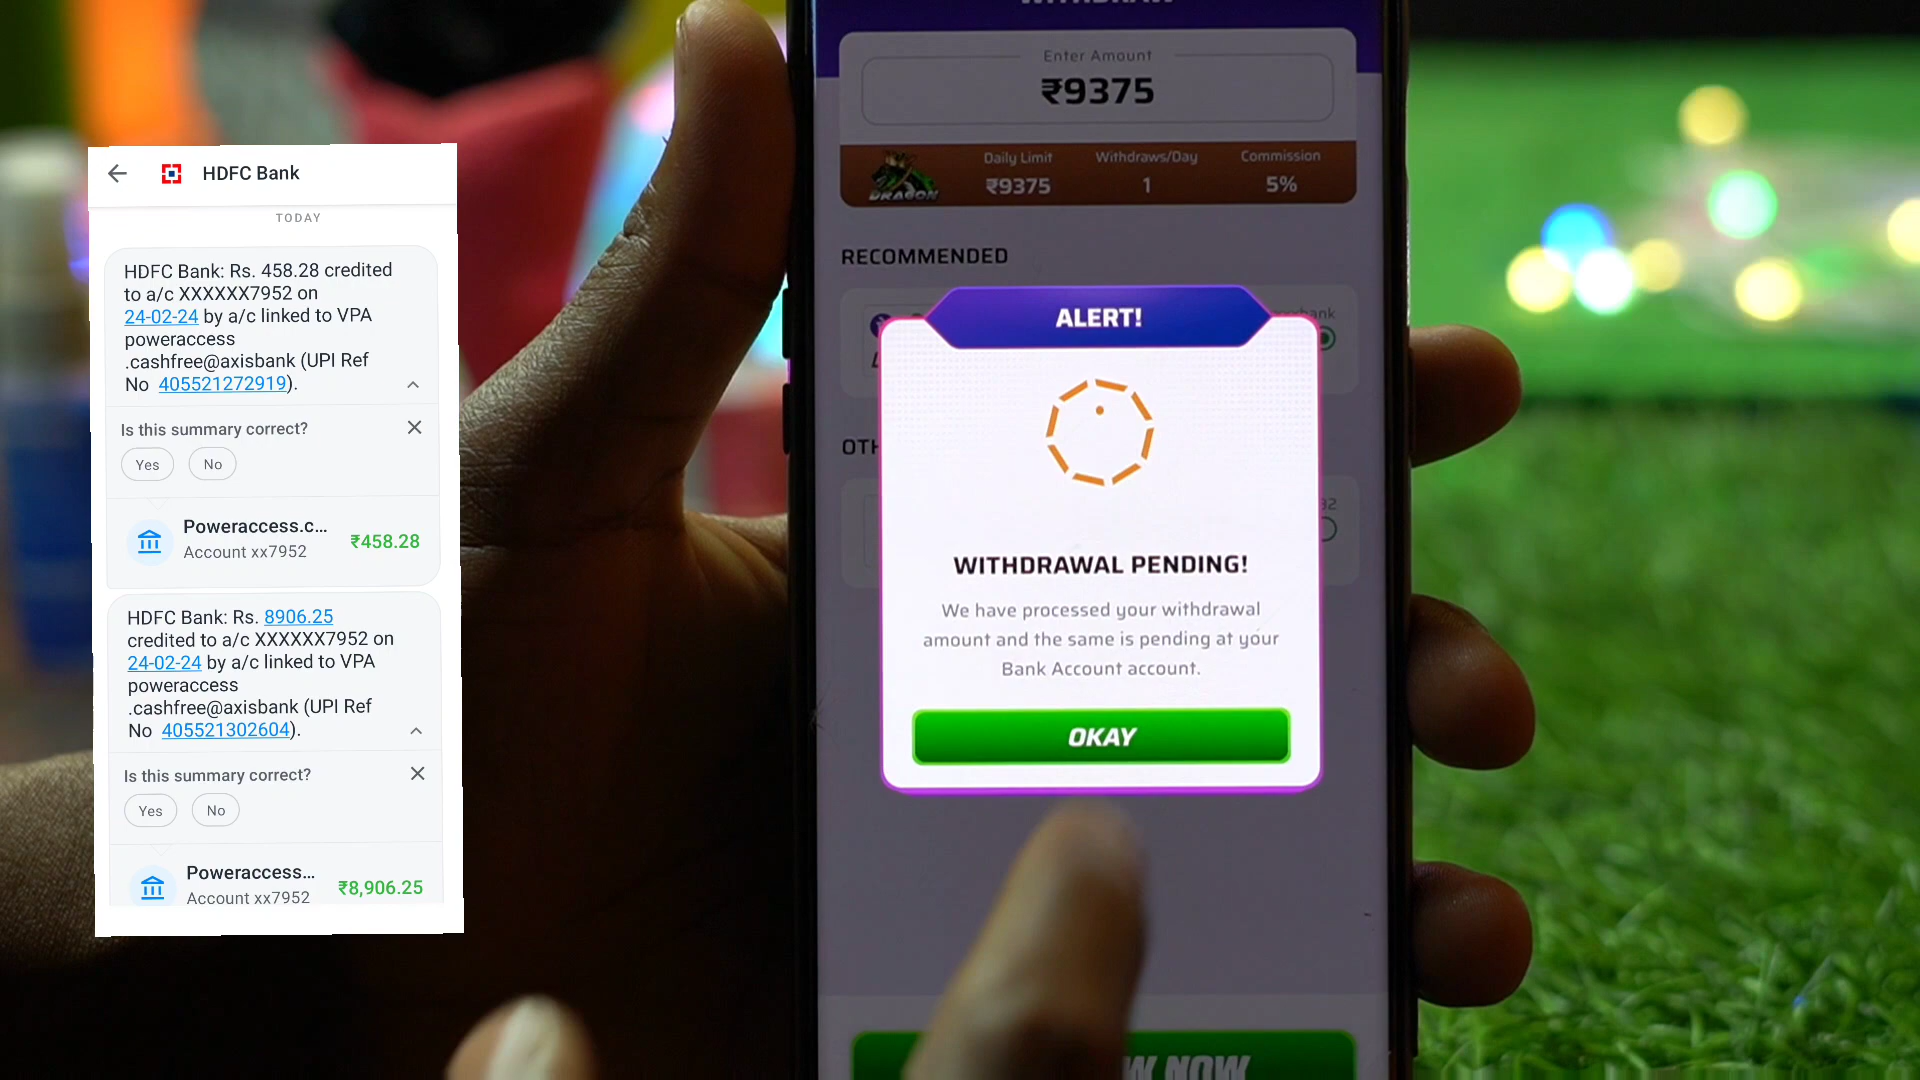 HDFC Bank
TODAY
HDFC Bank: Rs. 458.28 credited
to a/c XXXXXX7952 on
24-02-24 by a/c linked to VPA
poweraccess
.cashfree@axisbank (UPI Ref
No 405521272919).
Is this summary correct?
Yes No
Poweraccess.c...
₹458.28
Account xx7952
HDFC Bank: Rs. 8906.25
credited to a/c XXXXXX7952 on
24-02-24 by a/c linked to VPA
poweraccess
.cashfree@axisbank (UPI Ref
No 405521302604).
Is this summary correct?
Yes No
Poweraccess...
₹8,906.25
Account xx7952
WITHDRAW
Enter Amount
₹9375
DRAGON
Daily Limit Withdraws/Day Commission
₹9375 1 5%
RECOMMENDED
ALERT!
WITHDRAWAL PENDING!
We have processed your withdrawal
amount and the same is pending at your
Bank Account account.
OKAY
NOW